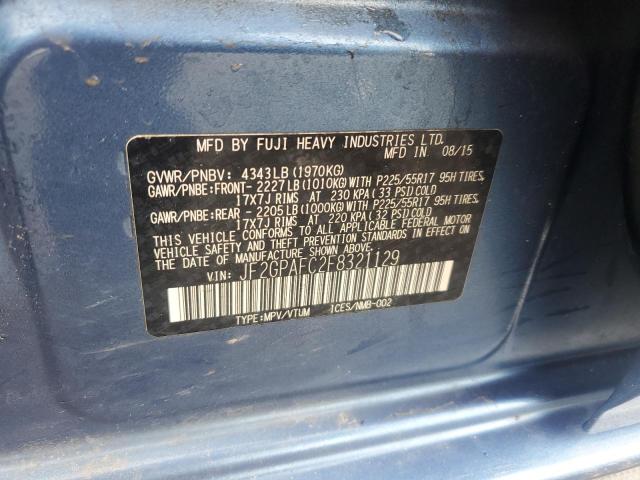 MFD BY FUJI HEAVY INDUSTRIES LTD.
MFD IN 08/15
GVWR/PNBV: 4343LB (1970KG)
GAWR/PNBE:FRONT- 2227LB(1010KG)WITH P225/55R17 95H TIRES,
17X7J RIMS AT 230 KPA(33 PSI)COLD
GAWR/PNBE:REAR - 2205LB(1000KG)WITH P225/55R17 95H TIRES,
17X7J RIMS AT 220 KPA(32 PSI)COLD
THIS VEHICLE CONFORMS TO ALL APPLICABLE FEDERAL MOTOR
VEHICLE SAFETY AND BUMPER STANDARDS IN EFFECT ON
THE DATE OF MANUFACTURE SHOWN ABOVE.
V.I.N: JF2GPAFC2F8321129
TYPE:MPV/VTUM ICES/NMB-002